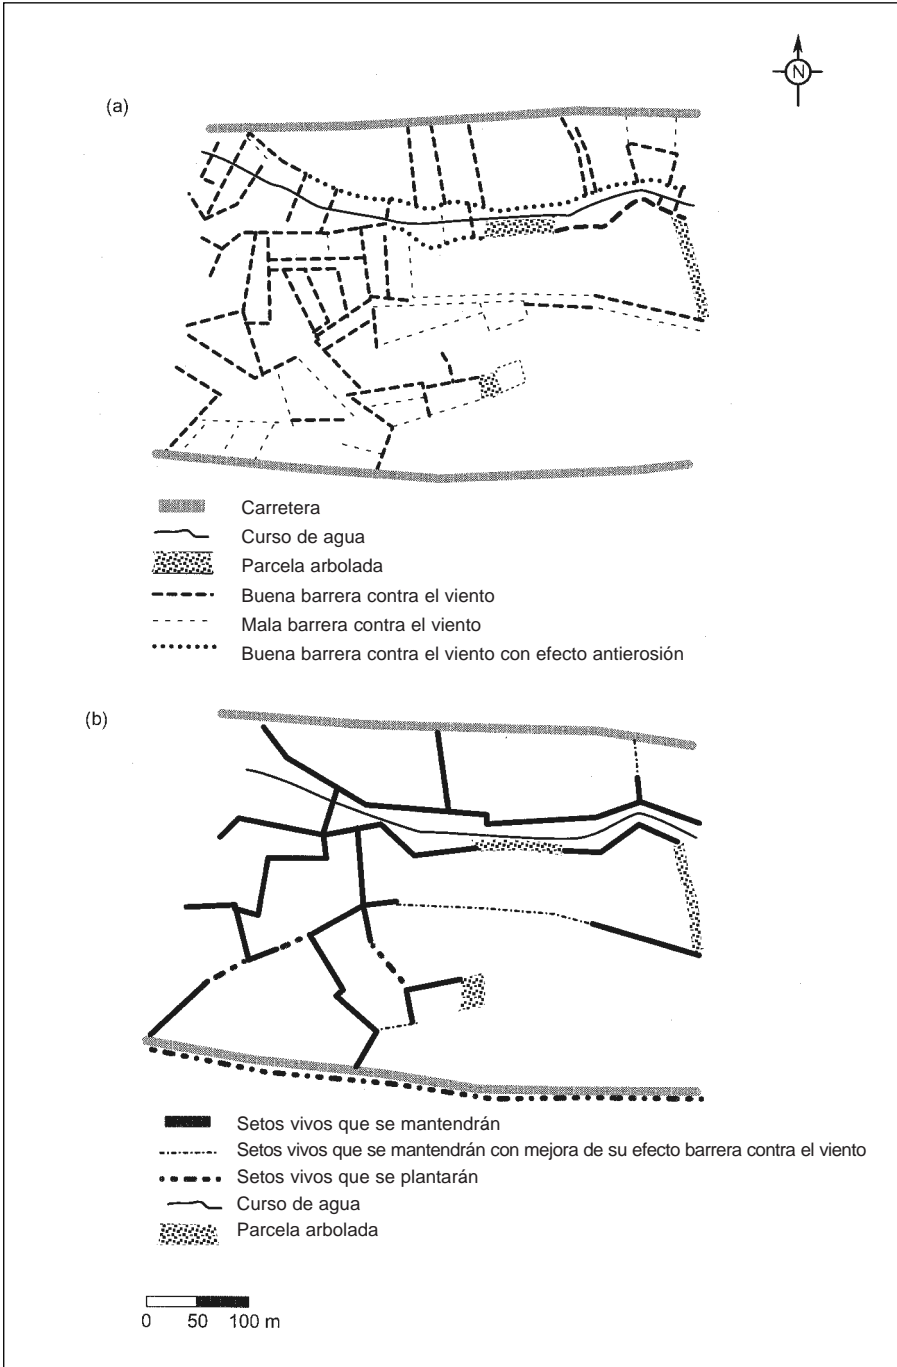 N
(a)
Carretera
Curso de agua
Parcela arbolada
Buena barrera contra el viento
Mala barrera contra el viento
Buena barrera contra el viento con efecto antierosión
(b)
Setos vivos que se mantendrán
Setos vivos que se mantendrán con mejora de su efecto barrera contra el viento
Setos vivos que se plantarán
Curso de agua
Parcela arbolada
0 50 100 m